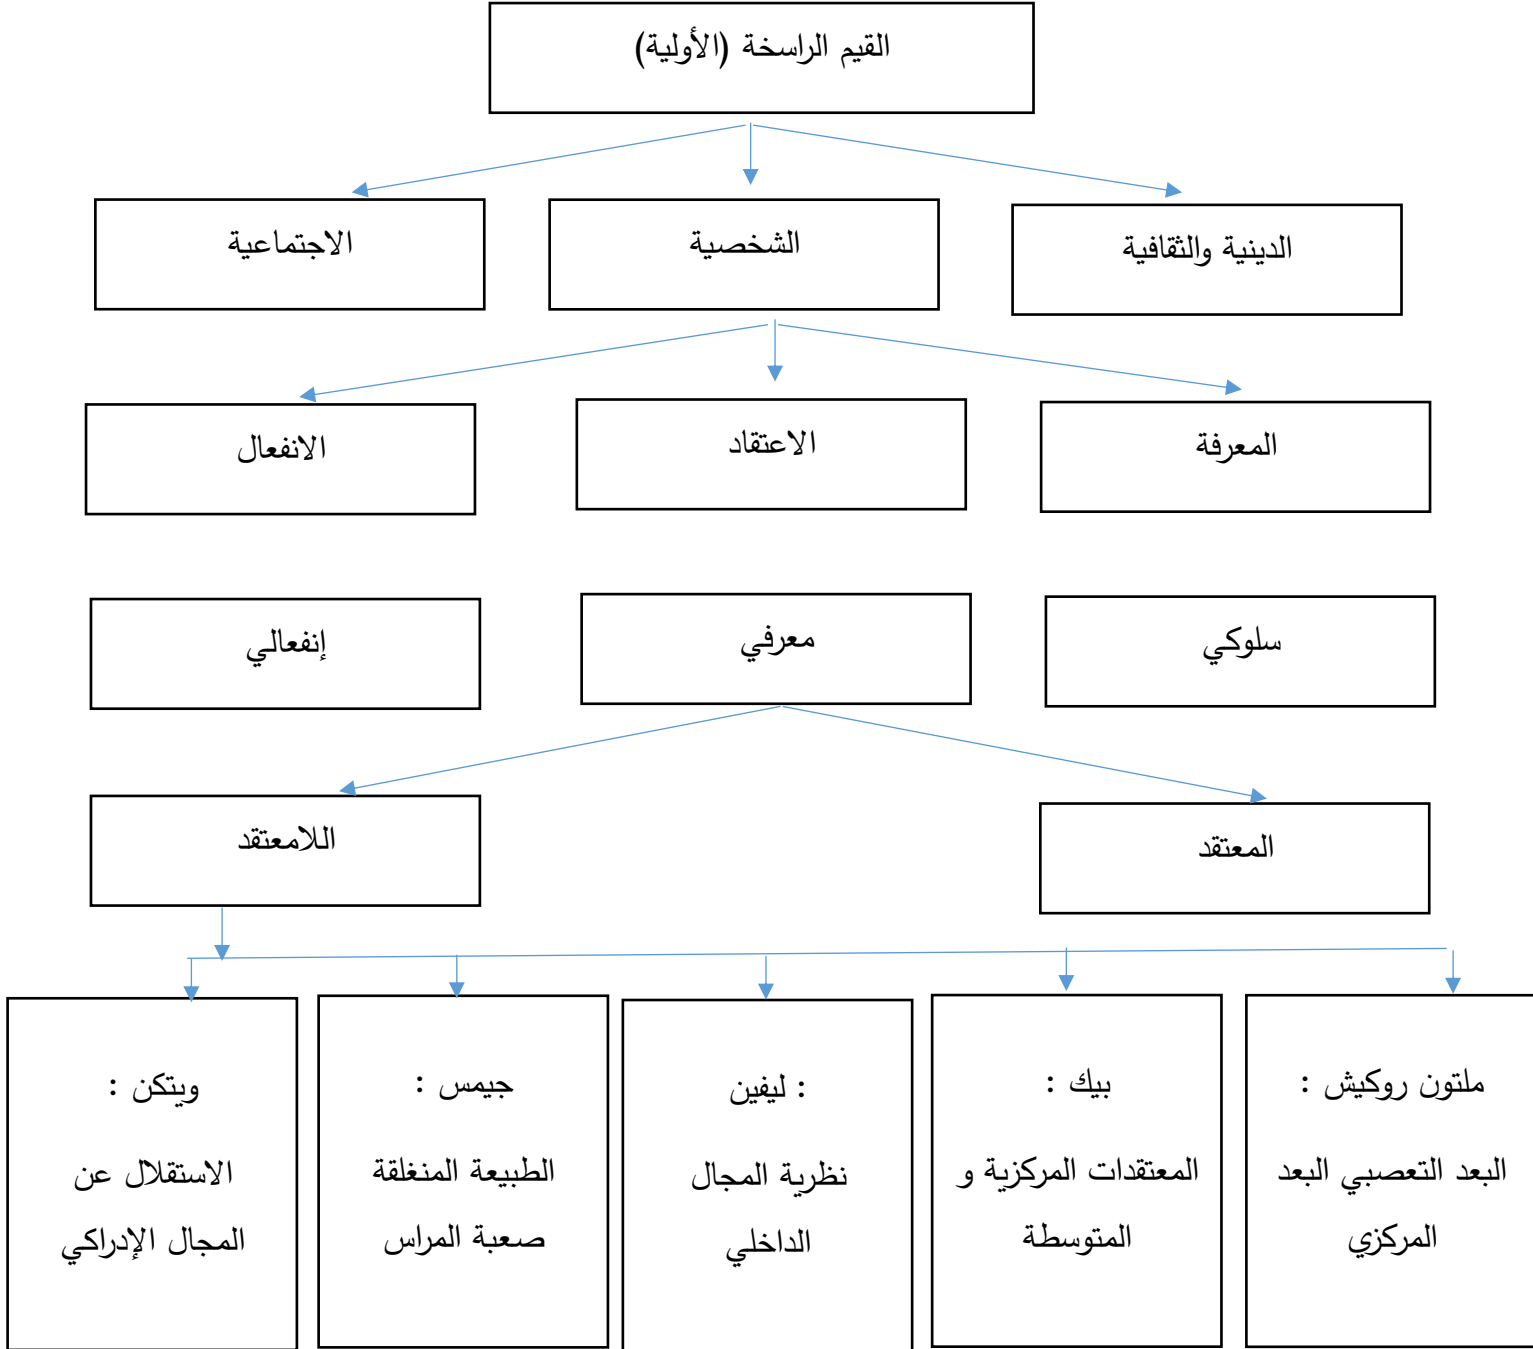 القيم الراسخة (الأولية)
الدينية والثقافية
الشخصية
الاجتماعية
المعرفة
الاعتقاد
الانفعال
سلوكي
معرفي
إنفعالي
المعتقد
اللامعتقد
ملتون روكيش :
البعد التعصبي البعد
المركزي
بيك :
المعتقدات المركزية و
المتوسطة
: ليفين
نظرية المجال
الداخلي
جيمس :
الطبيعة المنغلقة
صعبة المراس
ويتكن :
الاستقلال عن
المجال الإدراكي